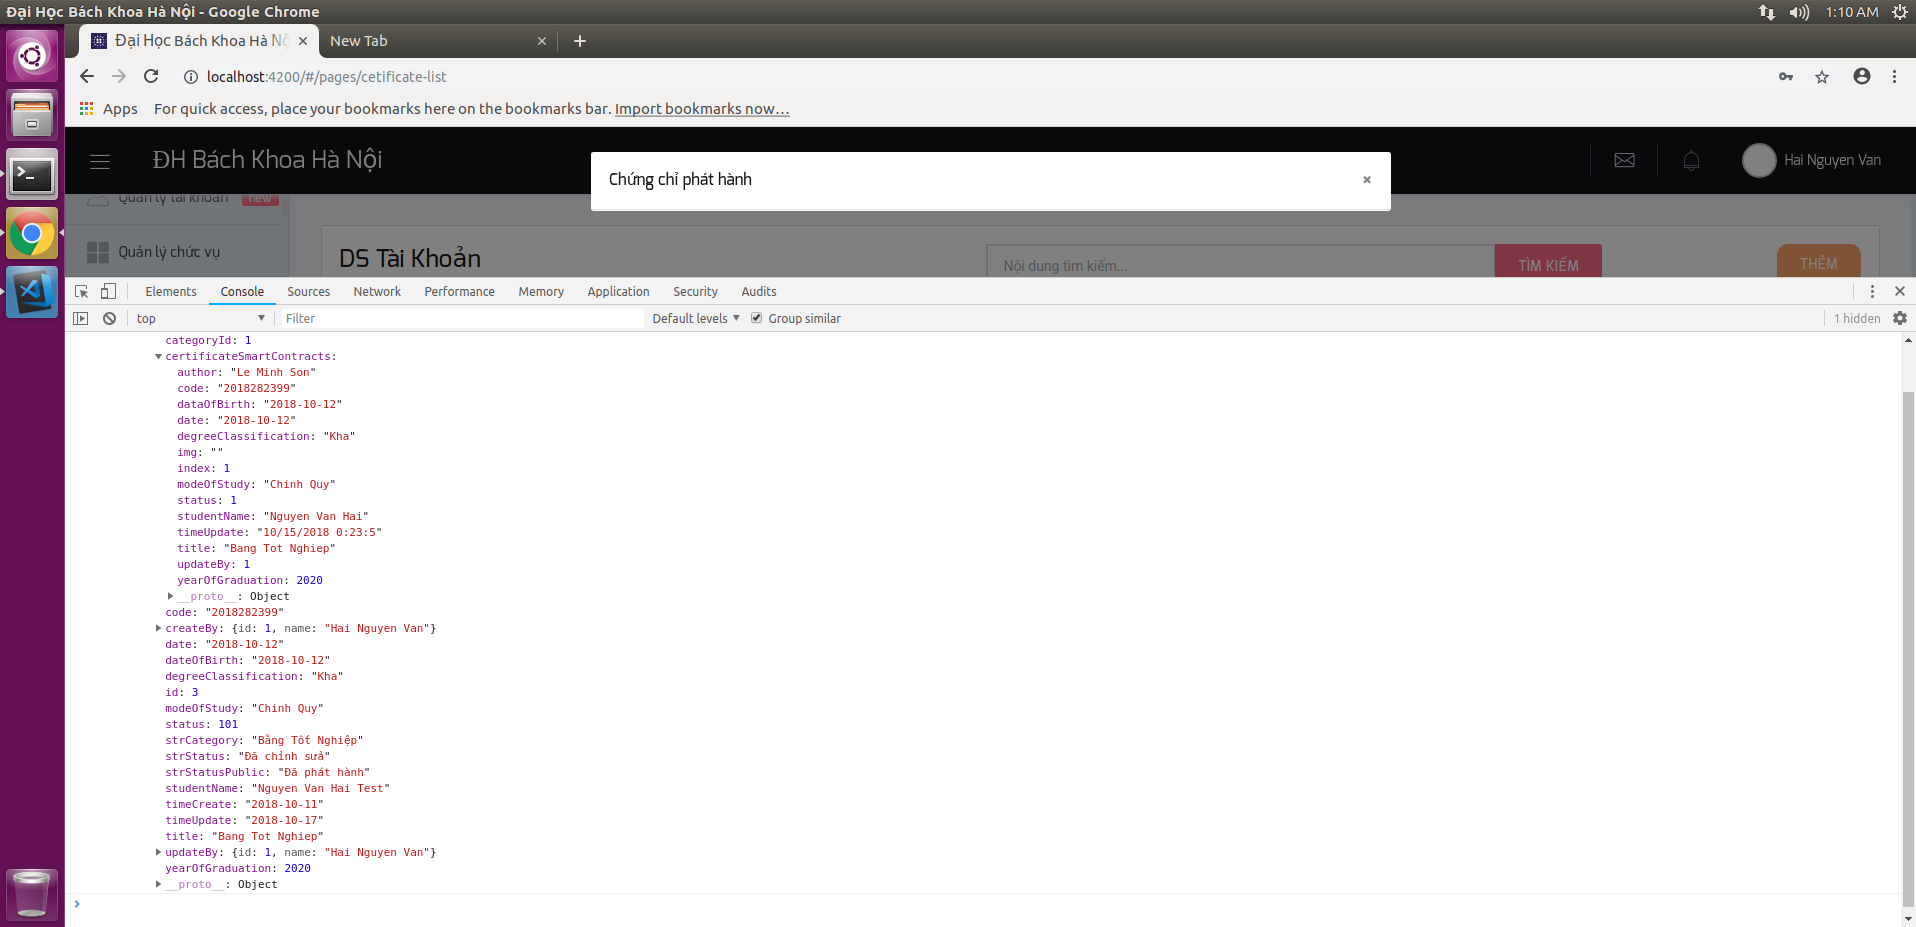 Đại Học Bách Khoa Hà Nội - Google Chrome
1:10 AM
Đại Học Bách Khoa Hà Nộ
New Tab
localhost:4200/#/pages/cetificate-list
Apps
For quick access, place your bookmarks here on the bookmarks bar. Import bookmarks now…
ĐH Bách Khoa Hà Nội
Hai Nguyen Van
Chứng chỉ phát hành
×
Quản lý tài khoản
new
Quản lý chức vụ
DS Tài Khoản
Nội dung tìm kiếm...
TÌM KIẾM
THÊM
Elements
Console
Sources
Network
Performance
Memory
Application
Security
Audits
top
Filter
Default levels
Group similar
1 hidden
categoryId: 1
certificateSmartContracts:
author: "Le Minh Son"
code: "2018282399"
dataOfBirth: "2018-10-12"
date: "2018-10-12"
degreeClassification: "Kha"
img: ""
index: 1
modeOfStudy: "Chinh Quy"
status: 1
studentName: "Nguyen Van Hai"
timeUpdate: "10/15/2018 0:23:5"
title: "Bang Tot Nghiep"
updateBy: 1
yearOfGraduation: 2020
__proto__: Object
code: "2018282399"
createBy: {id: 1, name: "Hai Nguyen Van"}
date: "2018-10-12"
dateOfBirth: "2018-10-12"
degreeClassification: "Kha"
id: 3
modeOfStudy: "Chinh Quy"
status: 101
strCategory: "Bằng Tốt Nghiệp"
strStatus: "Đã chỉnh sưả"
strStatusPublic: "Đã phát hành"
studentName: "Nguyen Van Hai Test"
timeCreate: "2018-10-11"
timeUpdate: "2018-10-17"
title: "Bang Tot Nghiep"
updateBy: {id: 1, name: "Hai Nguyen Van"}
yearOfGraduation: 2020
__proto__: Object